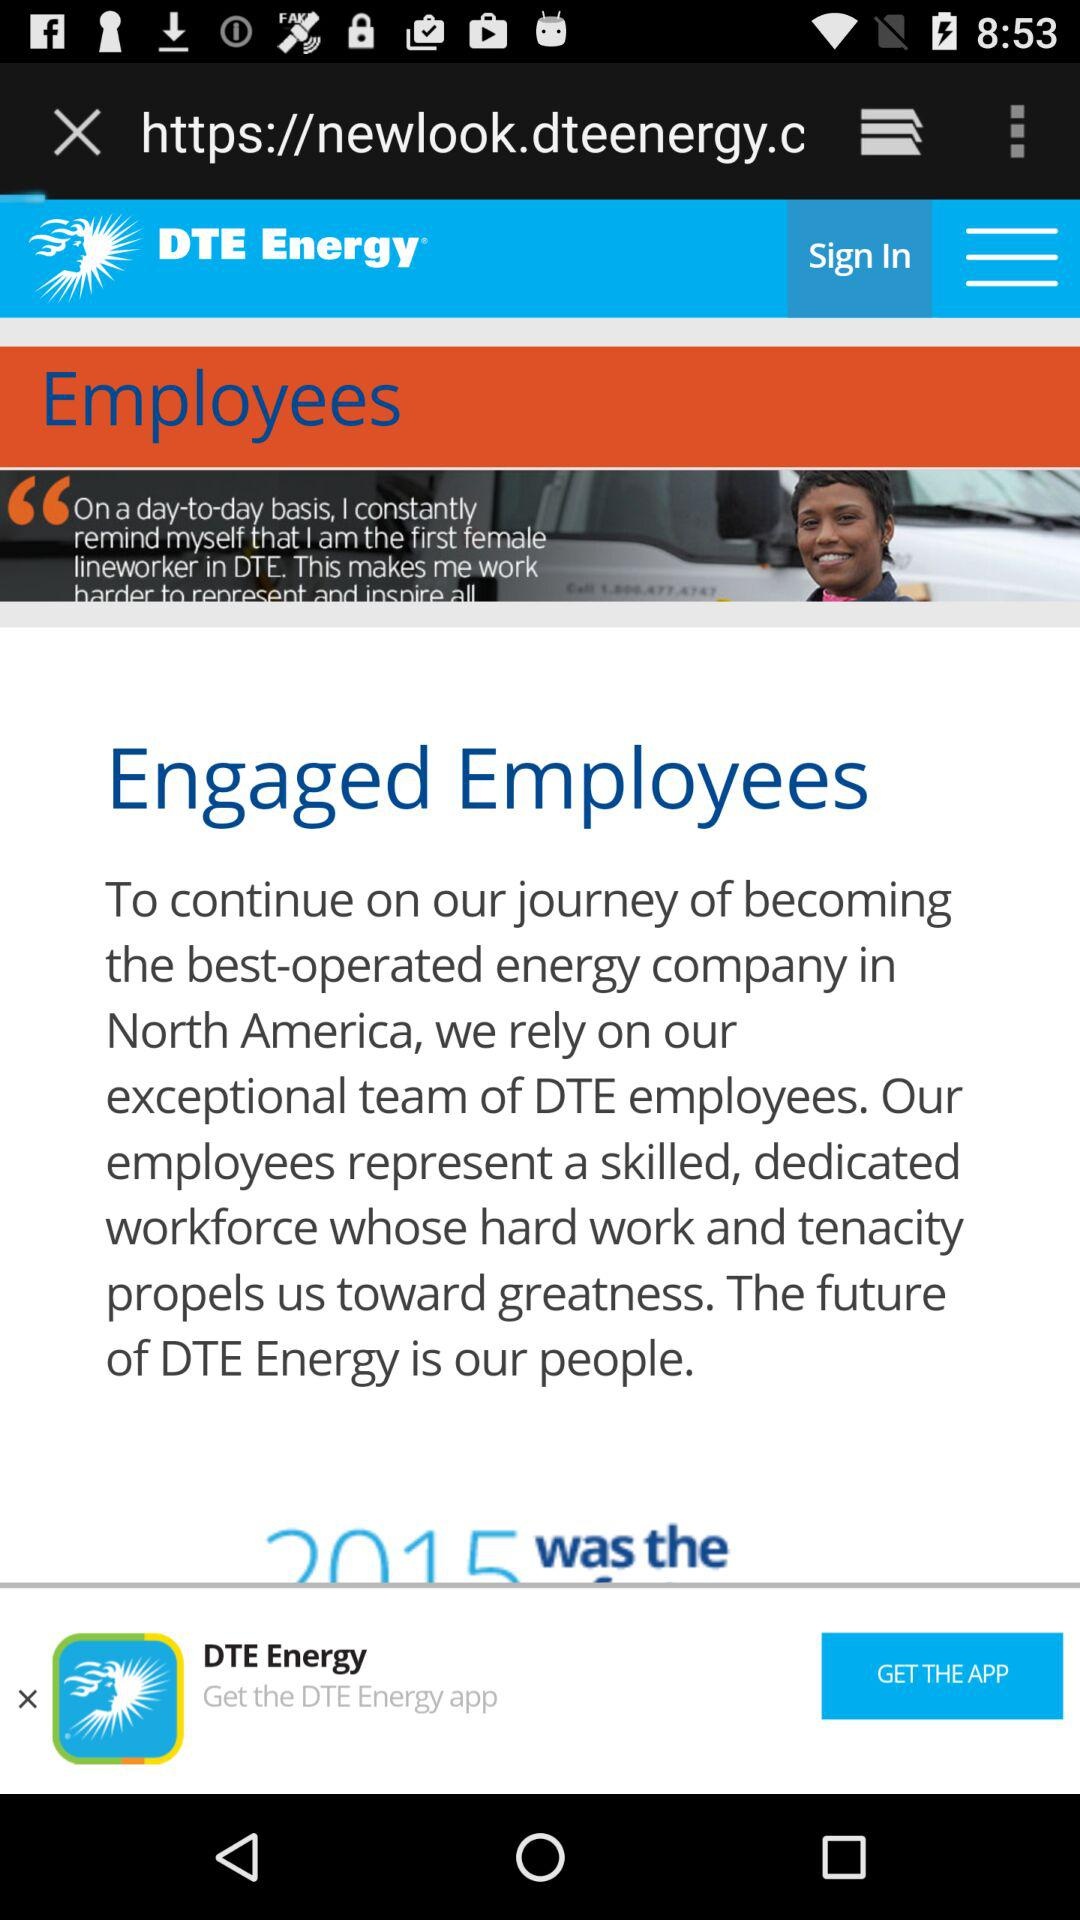 FAKE
8:53
https://newlook.dteenergy.c
DTE Energy®
Sign In
Employees
“On a day-to-day basis, I constantly
remind myself that I am the first female
lineworker in DTE. This makes me work
harder to represent and inspire all
Call 1.800.477.4747
Engaged Employees
To continue on our journey of becoming
the best-operated energy company in
North America, we rely on our
exceptional team of DTE employees. Our
employees represent a skilled, dedicated
workforce whose hard work and tenacity
propels us toward greatness. The future
of DTE Energy is our people.
2015 was the
DTE Energy
Get the DTE Energy app
GET THE APP